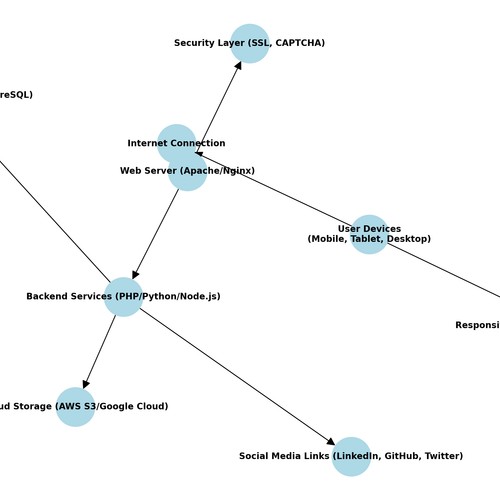 Security Layer (SSL, CAPTCHA)
reSQL)
Internet Connection
Web Server (Apache/Nginx)
User Devices
(Mobile, Tablet, Desktop)
Backend Services (PHP/Python/Node.js)
Responsi
ud Storage (AWS S3/Google Cloud)
Social Media Links (LinkedIn, GitHub, Twitter)